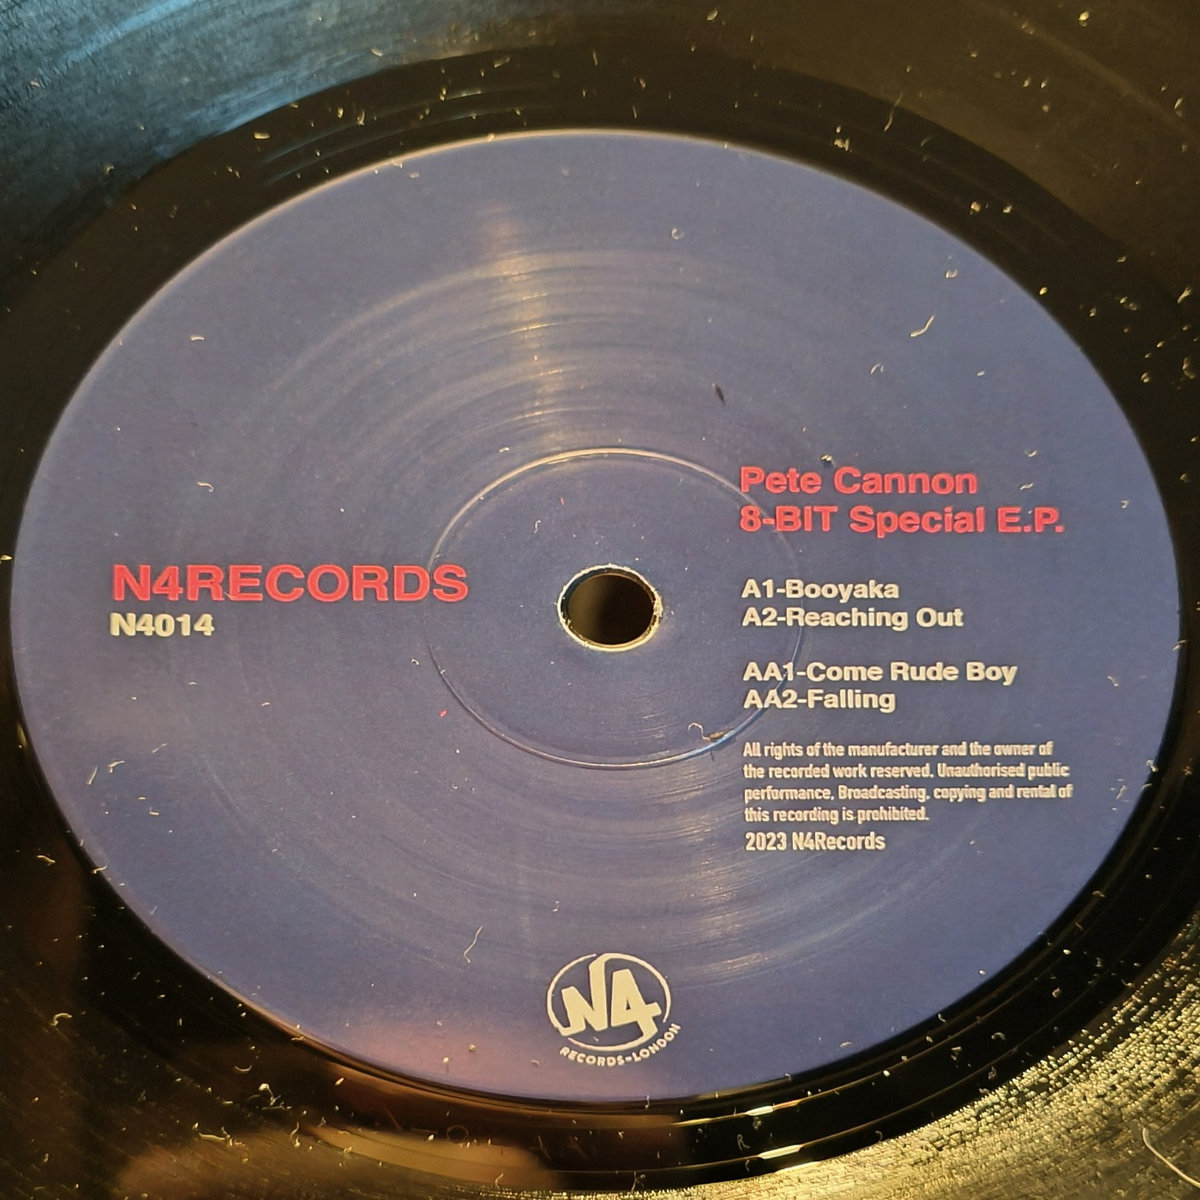 N4RECORDS
N4014
Pete Cannon
8-BIT Special E.P.
A1-Booyaka
A2-Reaching Out
AA1-Come Rude Boy
AA2-Falling
All rights of the manufacturer and the owner of
the recorded work reserved. Unauthorised public
performance, Broadcasting, copying and rental of
this recording is prohibited.
2023 N4Records
N4
RECORDS-LONDON